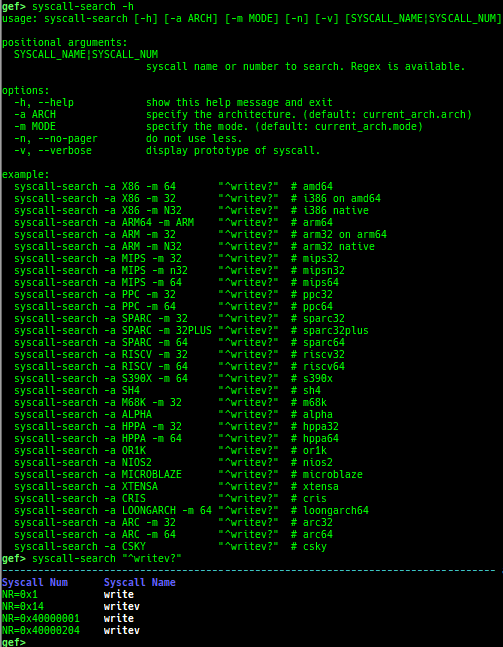 gef> syscall-search -h
usage: syscall-search [-h] [-a ARCH] [-m MODE] [-n] [-v] [SYSCALL_NAME|SYSCALL_NUM]
positional arguments:
  SYSCALL_NAME|SYSCALL_NUM
                        syscall name or number to search. Regex is available.
options:
  -h, --help            show this help message and exit
  -a ARCH               specify the architecture. (default: current_arch.arch)
  -m MODE               specify the mode. (default: current_arch.mode)
  -n, --no-pager        do not use less.
  -v, --verbose         display prototype of syscall.
example:
  syscall-search -a X86 -m 64       "^writev?"  # amd64
  syscall-search -a X86 -m 32       "^writev?"  # i386 on amd64
  syscall-search -a X86 -m N32      "^writev?"  # i386 native
  syscall-search -a ARM64 -m ARM    "^writev?"  # arm64
  syscall-search -a ARM -m 32       "^writev?"  # arm32 on arm64
  syscall-search -a ARM -m N32      "^writev?"  # arm32 native
  syscall-search -a MIPS -m 32      "^writev?"  # mips32
  syscall-search -a MIPS -m n32     "^writev?"  # mipsn32
  syscall-search -a MIPS -m 64      "^writev?"  # mips64
  syscall-search -a PPC -m 32       "^writev?"  # ppc32
  syscall-search -a PPC -m 64       "^writev?"  # ppc64
  syscall-search -a SPARC -m 32     "^writev?"  # sparc32
  syscall-search -a SPARC -m 32PLUS "^writev?"  # sparc32plus
  syscall-search -a SPARC -m 64     "^writev?"  # sparc64
  syscall-search -a RISCV -m 32     "^writev?"  # riscv32
  syscall-search -a RISCV -m 64     "^writev?"  # riscv64
  syscall-search -a S390X -m 64     "^writev?"  # s390x
  syscall-search -a SH4             "^writev?"  # sh4
  syscall-search -a M68K -m 32      "^writev?"  # m68k
  syscall-search -a ALPHA           "^writev?"  # alpha
  syscall-search -a HPPA -m 32      "^writev?"  # hppa32
  syscall-search -a HPPA -m 64      "^writev?"  # hppa64
  syscall-search -a OR1K            "^writev?"  # or1k
  syscall-search -a NIOS2           "^writev?"  # nios2
  syscall-search -a MICROBLAZE      "^writev?"  # microblaze
  syscall-search -a XTENSA          "^writev?"  # xtensa
  syscall-search -a CRIS            "^writev?"  # cris
  syscall-search -a LOONGARCH -m 64 "^writev?"  # loongarch64
  syscall-search -a ARC -m 32       "^writev?"  # arc32
  syscall-search -a ARC -m 64       "^writev?"  # arc64
  syscall-search -a CSKY            "^writev?"  # csky
gef> syscall-search "^writev?"
Syscall Num      Syscall Name
NR=0x1           write
NR=0x14          writev
NR=0x40000001    write
NR=0x40000204    writev
gef>